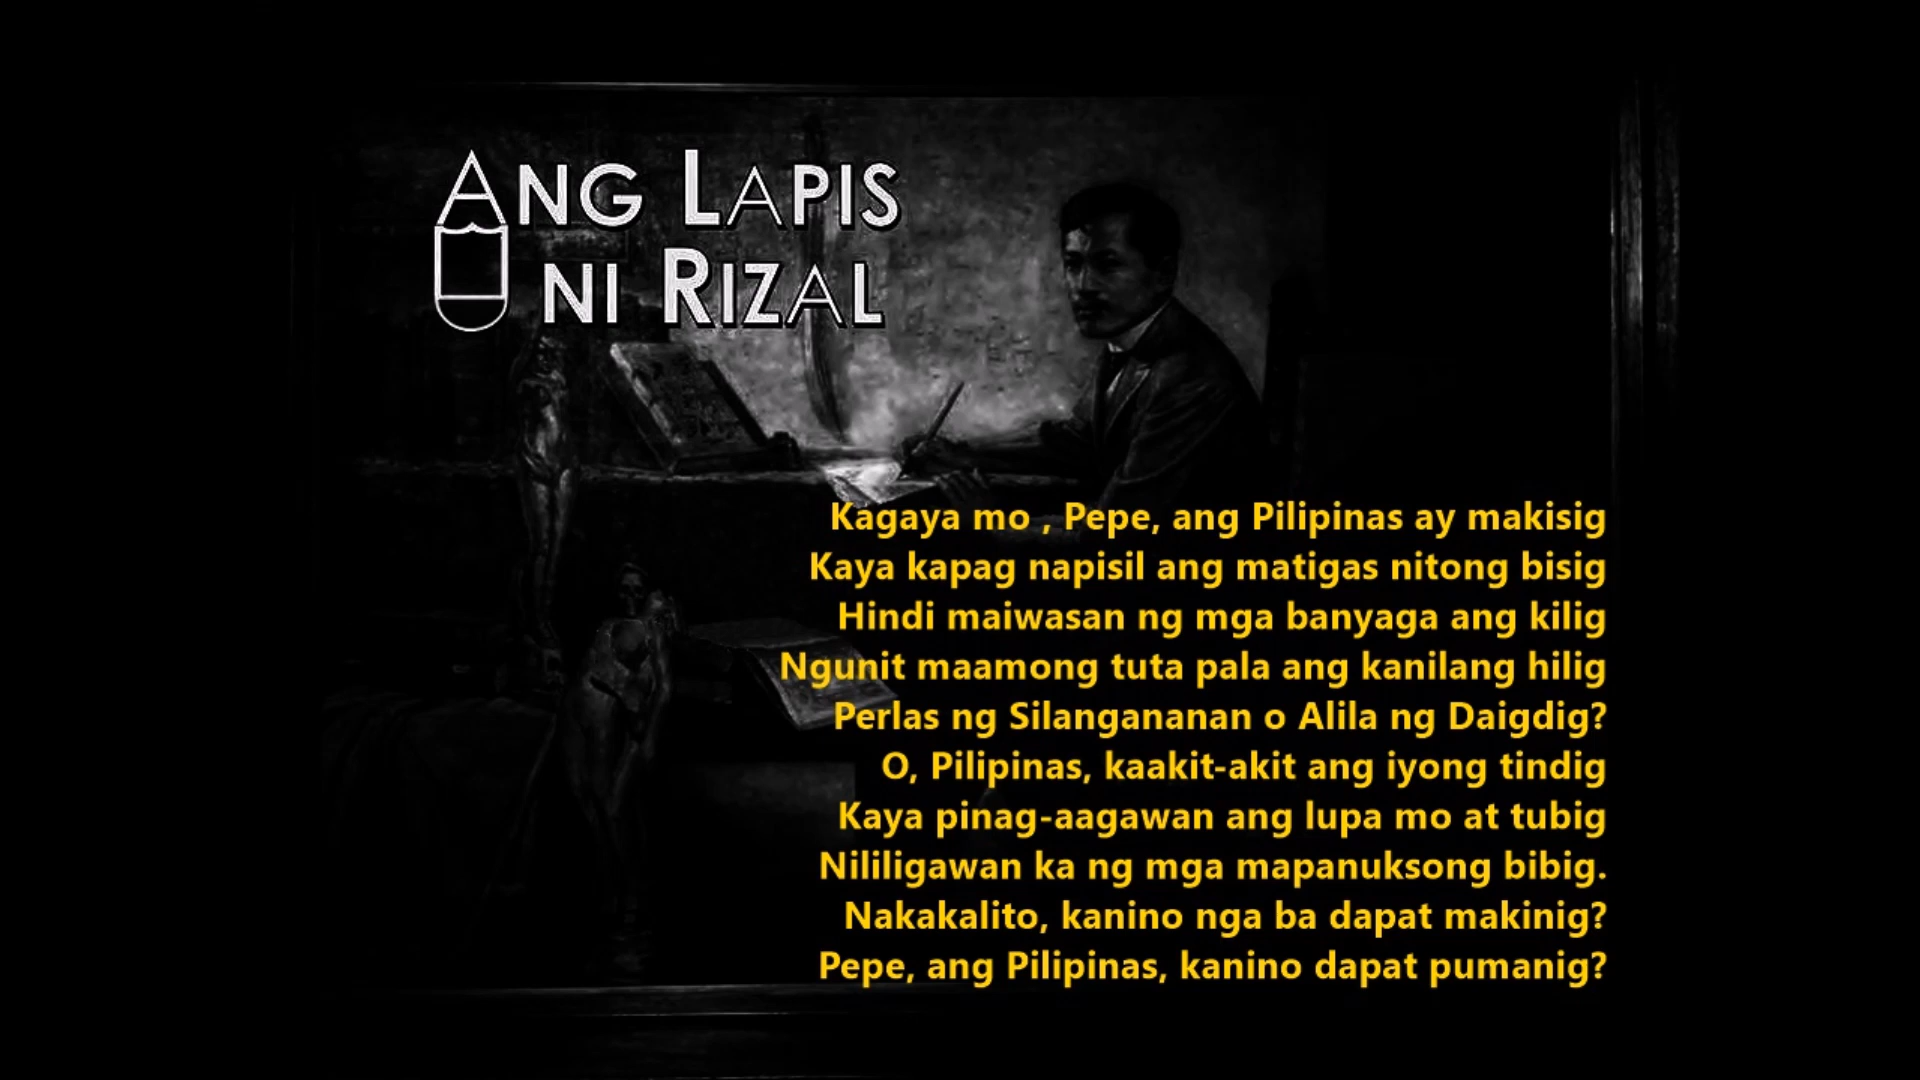 ANG LAPIS
NI RIZAL
Kagaya mo , Pepe, ang Pilipinas ay makisig
Kaya kapag napisil ang matigas nitong bisig
Hindi maiwasan ng mga banyaga ang kilig
Ngunit maamong tuta pala ang kanilang hilig
Perlas ng Silangananan o Alila ng Daigdig?
O, Pilipinas, kaakit-akit ang iyong tindig
Kaya pinag-aagawan ang lupa mo at tubig
Nililigawan ka ng mga mapanuksong bibig.
Nakakalito, kanino nga ba dapat makinig?
Pepe, ang Pilipinas, kanino dapat pumanig?